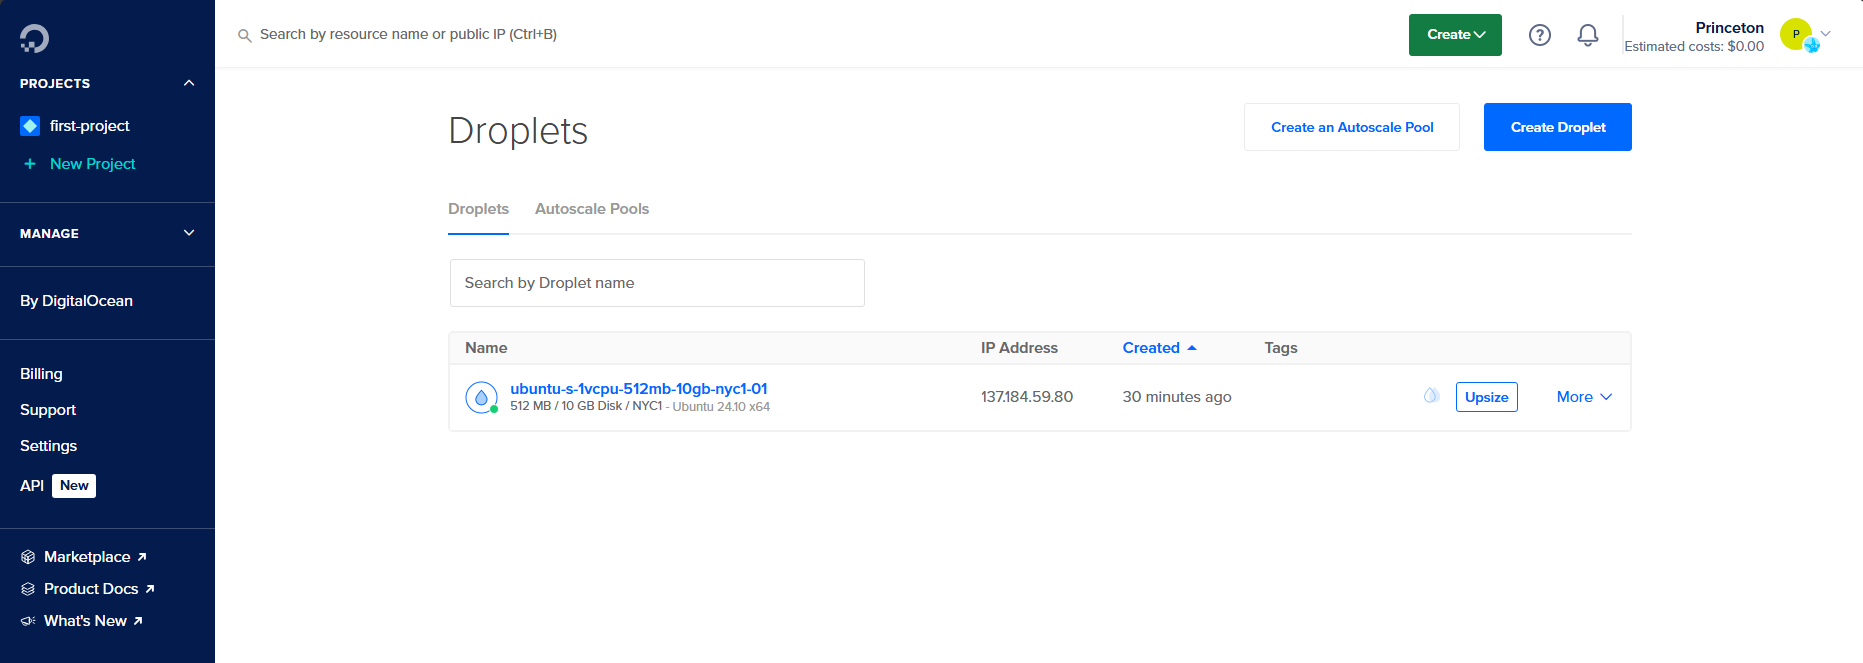 Search by resource name or public IP (Ctrl+B)
Create
?
Princeton
Estimated costs: $0.00
P
PROJECTS
first-project
+ New Project
MANAGE
By DigitalOcean
Billing
Support
Settings
API New
Marketplace
Product Docs
What's New
Droplets
Create an Autoscale Pool
Create Droplet
Droplets Autoscale Pools
Search by Droplet name
Name IP Address Created Tags
ubuntu-s-1vcpu-512mb-10gb-nyc1-01
512 MB / 10 GB Disk / NYC1 - Ubuntu 24.10 x64
137.184.59.80
30 minutes ago
Upsize
More